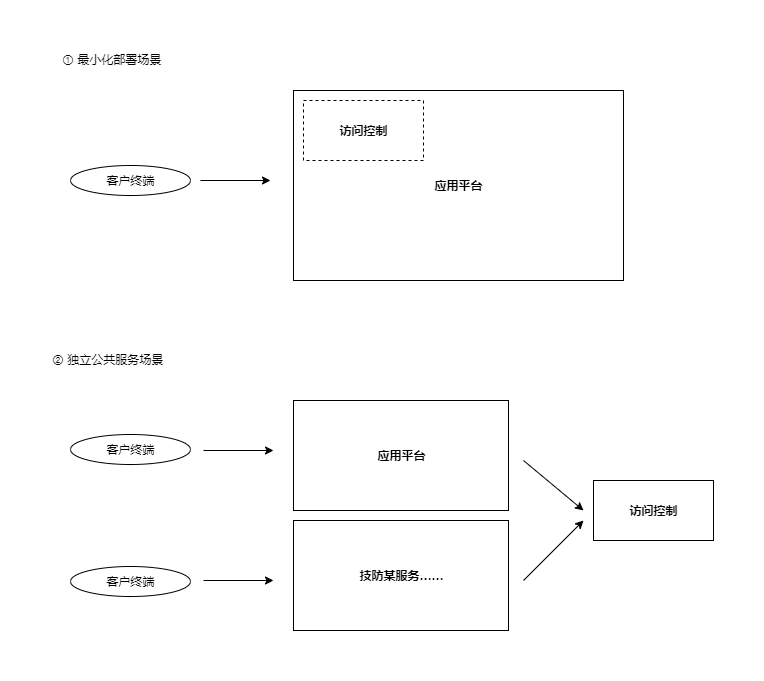 ① 最小化部署场景
访问控制
客户终端
应用平台
② 独立公共服务场景
客户终端
应用平台
访问控制
客户终端
技防某服务……